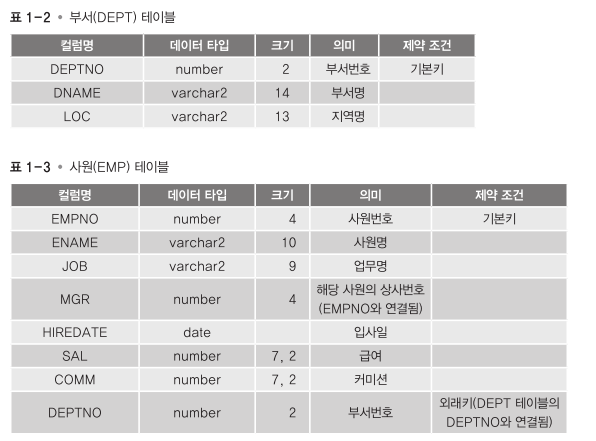 표 1-2 • 부서(DEPT) 테이블
컬럼명 데이터 타입 크기 의미 제약 조건
DEPTNO number 2 부서번호 기본키
DNAME varchar2 14 부서명
LOC varchar2 13 지역명
표 1-3 • 사원(EMP) 테이블
컬럼명 데이터 타입 크기 의미 제약 조건
EMPNO number 4 사원번호 기본키
ENAME varchar2 10 사원명
JOB varchar2 9 업무명
MGR number 4 해당 사원의 상사번호
(EMPNO와 연결됨)
HIREDATE date 입사일
SAL number 7, 2 급여
COMM number 7, 2 커미션
DEPTNO number 2 부서번호 외래키(DEPT 테이블의
DEPTNO와 연결됨)